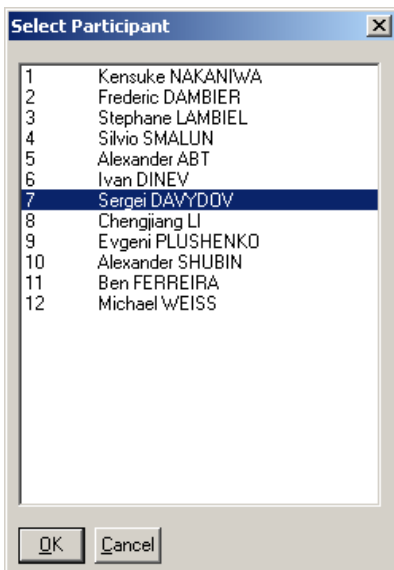 Select Participant
1 Kensuke NAKANIWA
2 Frederic DAMBIER
3 Stephane LAMBIEL
4 Silvio SMALUN
5 Alexander ABT
6 Ivan DINEV
7 Sergei DAVYDOV
8 Chengjiang LI
9 Evgeni PLUSHENKO
10 Alexander SHUBIN
11 Ben FERREIRA
12 Michael WEISS
OK Cancel